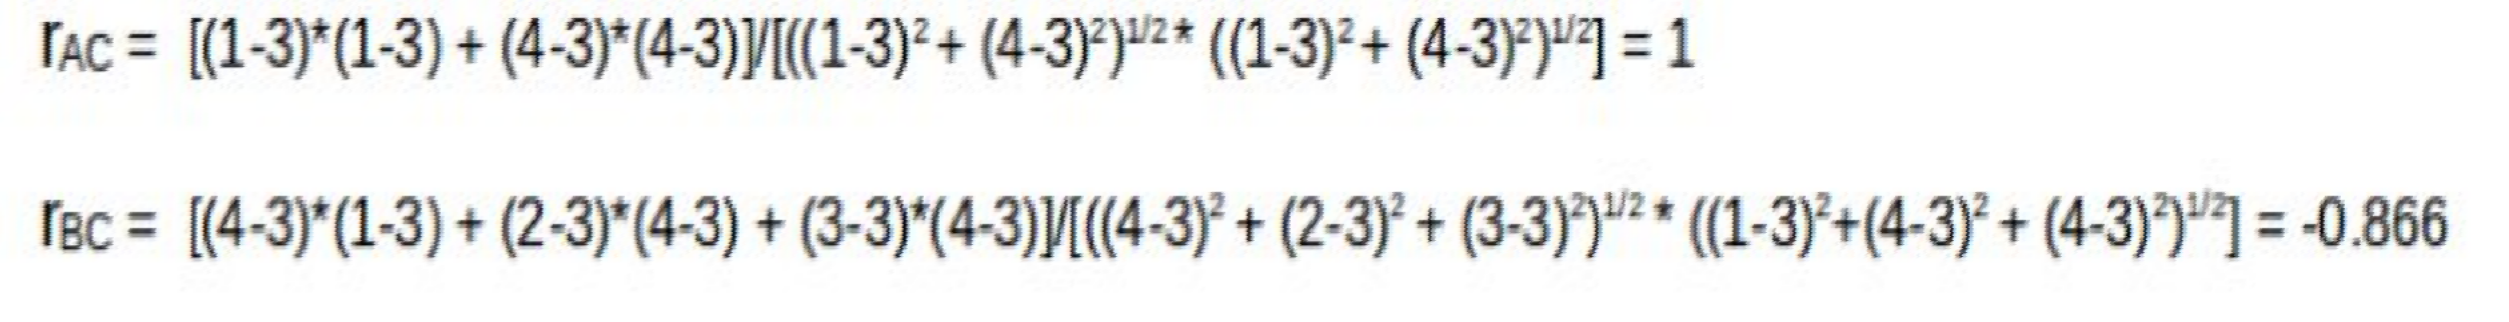 rAC = [(1-3)*(1-3) + (4-3)*(4-3)]/[((1-3)² + (4-3)²)¹/² * ((1-3)² + (4-3)²)¹/²] = 1
rBC = [(4-3)*(1-3) + (2-3)*(4-3) + (3-3)*(4-3)]/[((4-3)² + (2-3)² + (3-3)²)¹/² * ((1-3)²+(4-3)² + (4-3)²)¹/²] = -0.866